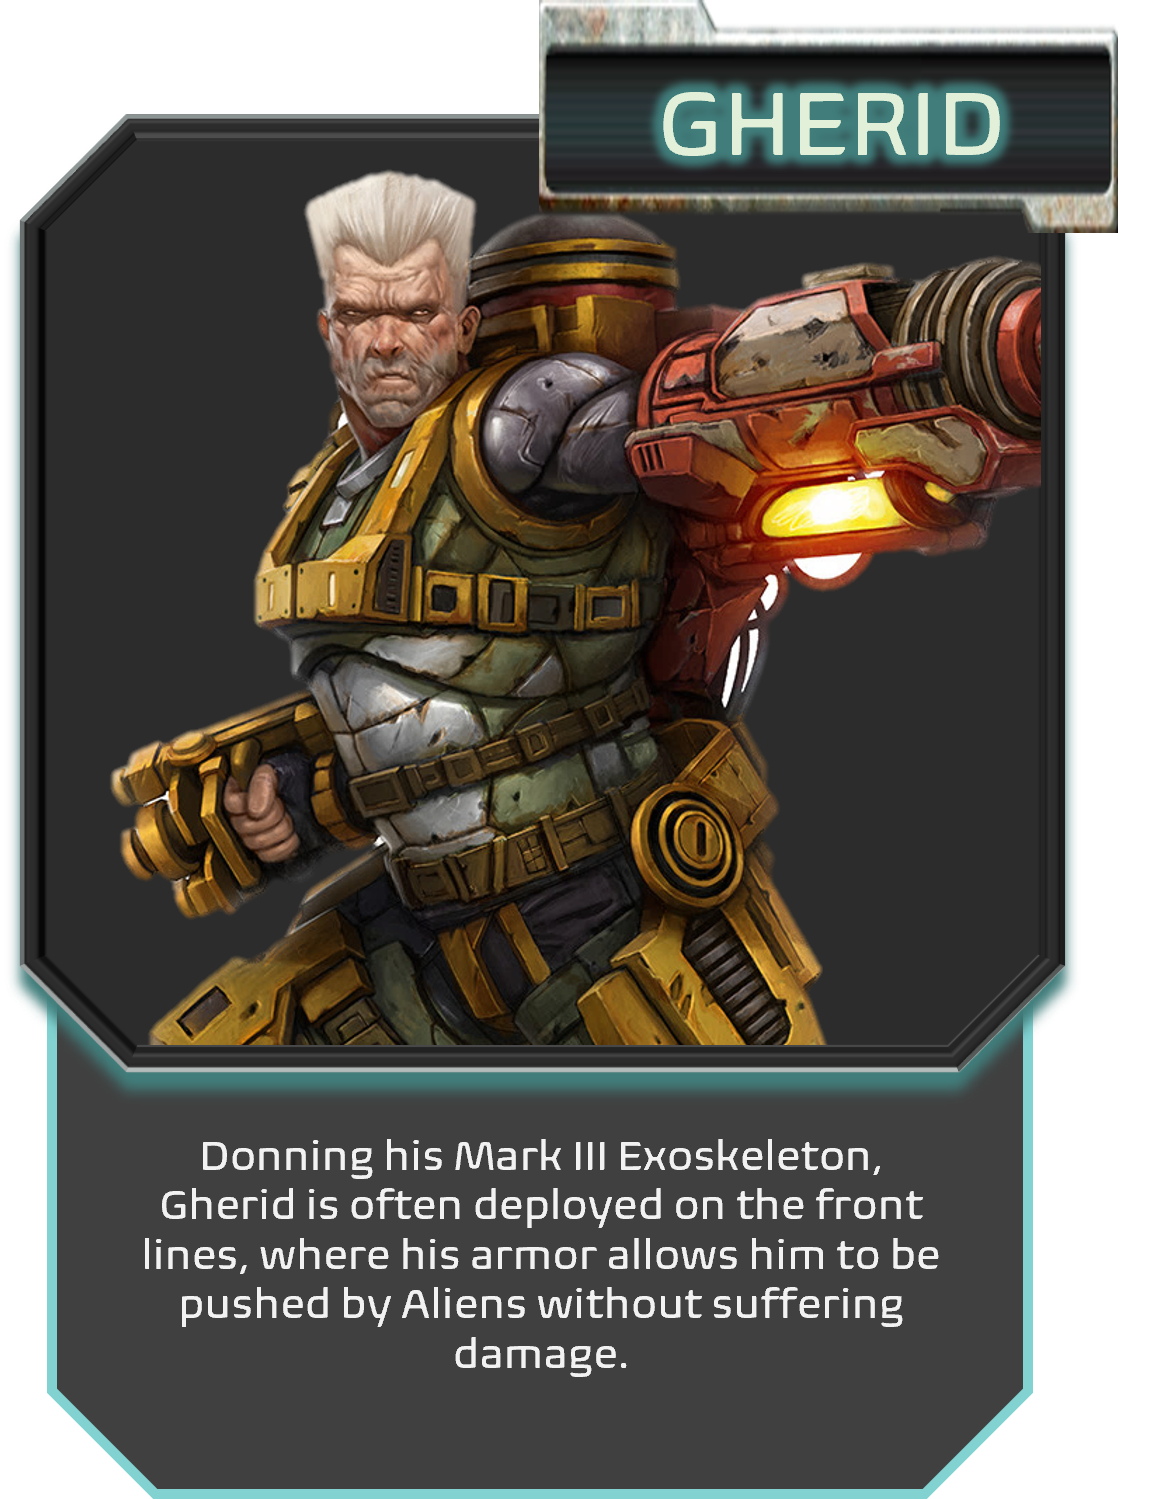 GHERID
Donning his Mark III Exoskeleton,
Gherid is often deployed on the front
lines, where his armor allows him to be
pushed by Aliens without suffering
damage.